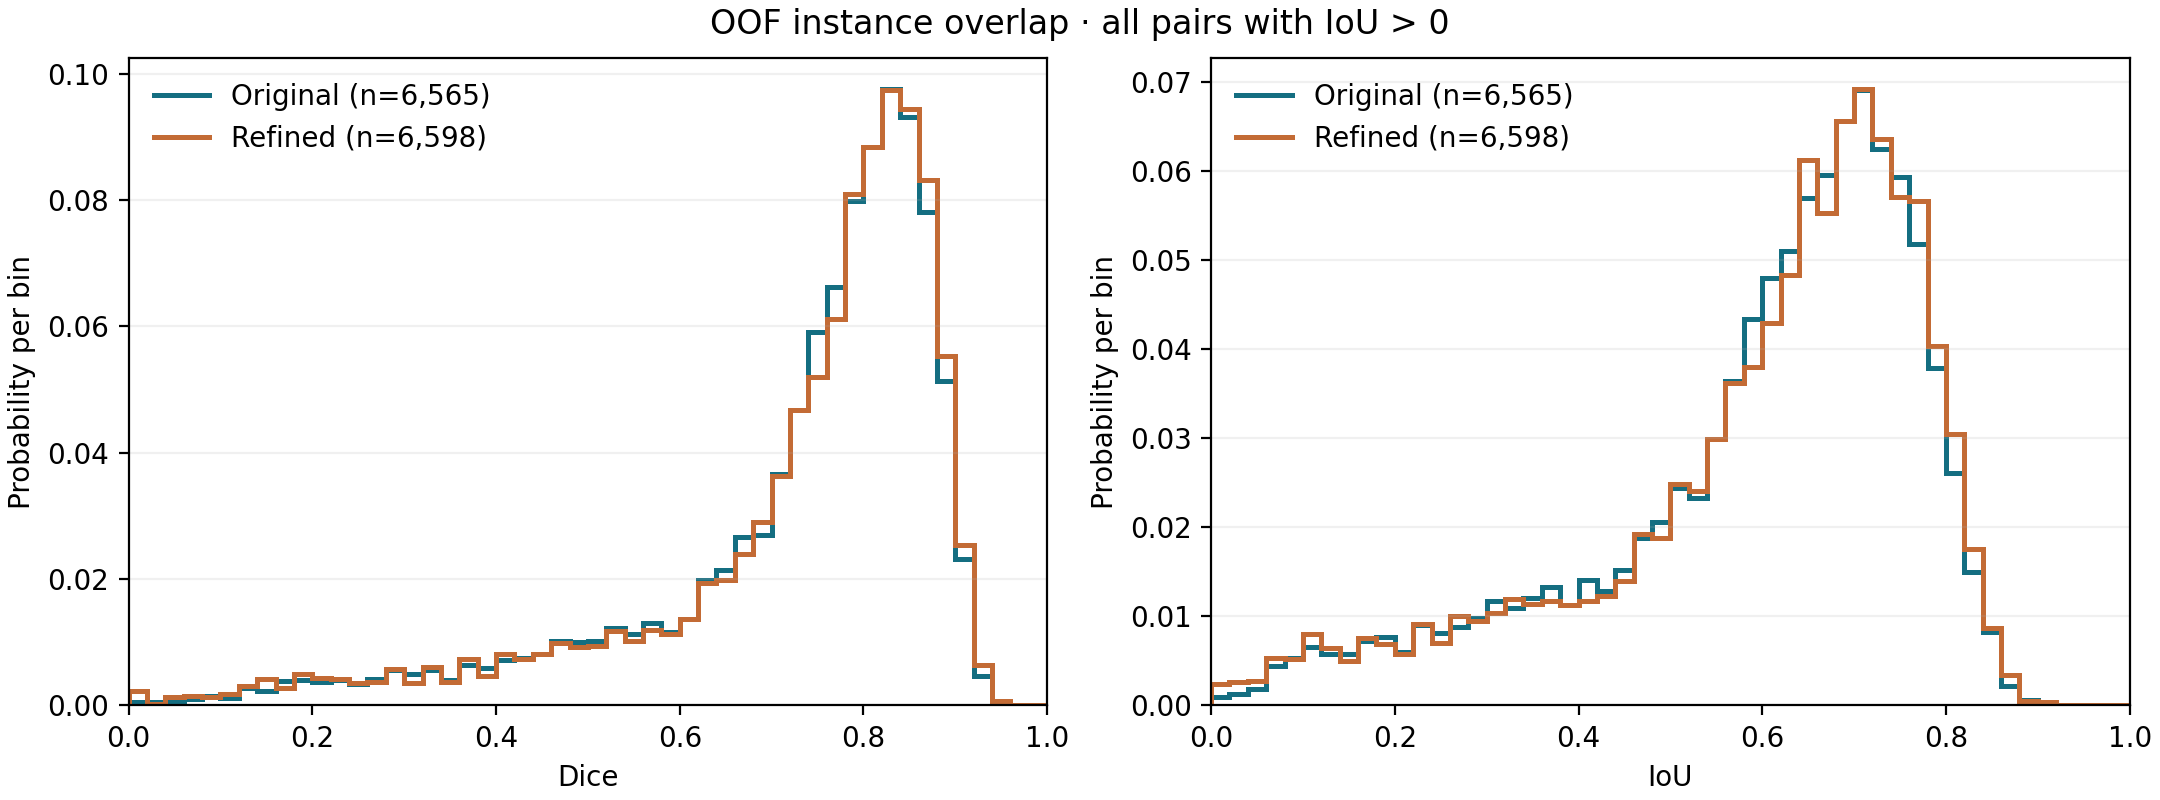 OOF instance overlap · all pairs with IoU > 0
Original (n=6,565)
Refined (n=6,598)
Probability per bin
0.10
0.08
0.06
0.04
0.02
0.00
0.0 0.2 0.4 0.6 0.8 1.0
Dice
Original (n=6,565)
Refined (n=6,598)
Probability per bin
0.07
0.06
0.05
0.04
0.03
0.02
0.01
0.00
0.0 0.2 0.4 0.6 0.8 1.0
IoU